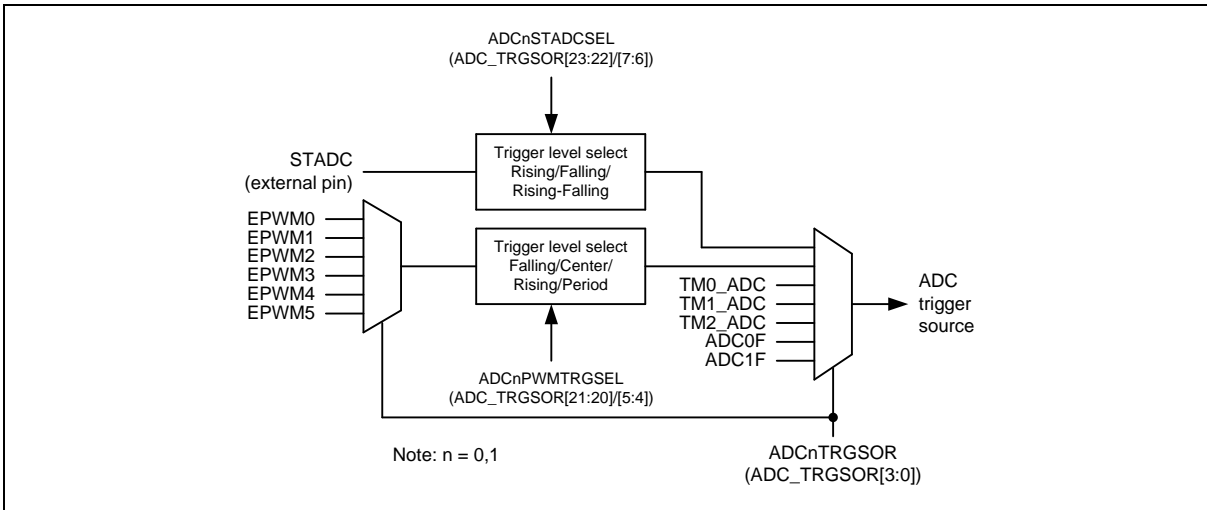 ADCnSTADCSEL
(ADC_TRGSOR[23:22]/[7:6])
STADC
(external pin)
Trigger level select
Rising/Falling/
Rising-Falling
EPWM0
EPWM1
EPWM2
EPWM3
EPWM4
EPWM5
Trigger level select
Falling/Center/
Rising/Period
TM0_ADC
TM1_ADC
TM2_ADC
ADC0F
ADC1F
ADC
trigger
source
ADCnPWMTRGSEL
(ADC_TRGSOR[21:20]/[5:4])
Note: n = 0,1
ADCnTRGSOR
(ADC_TRGSOR[3:0])